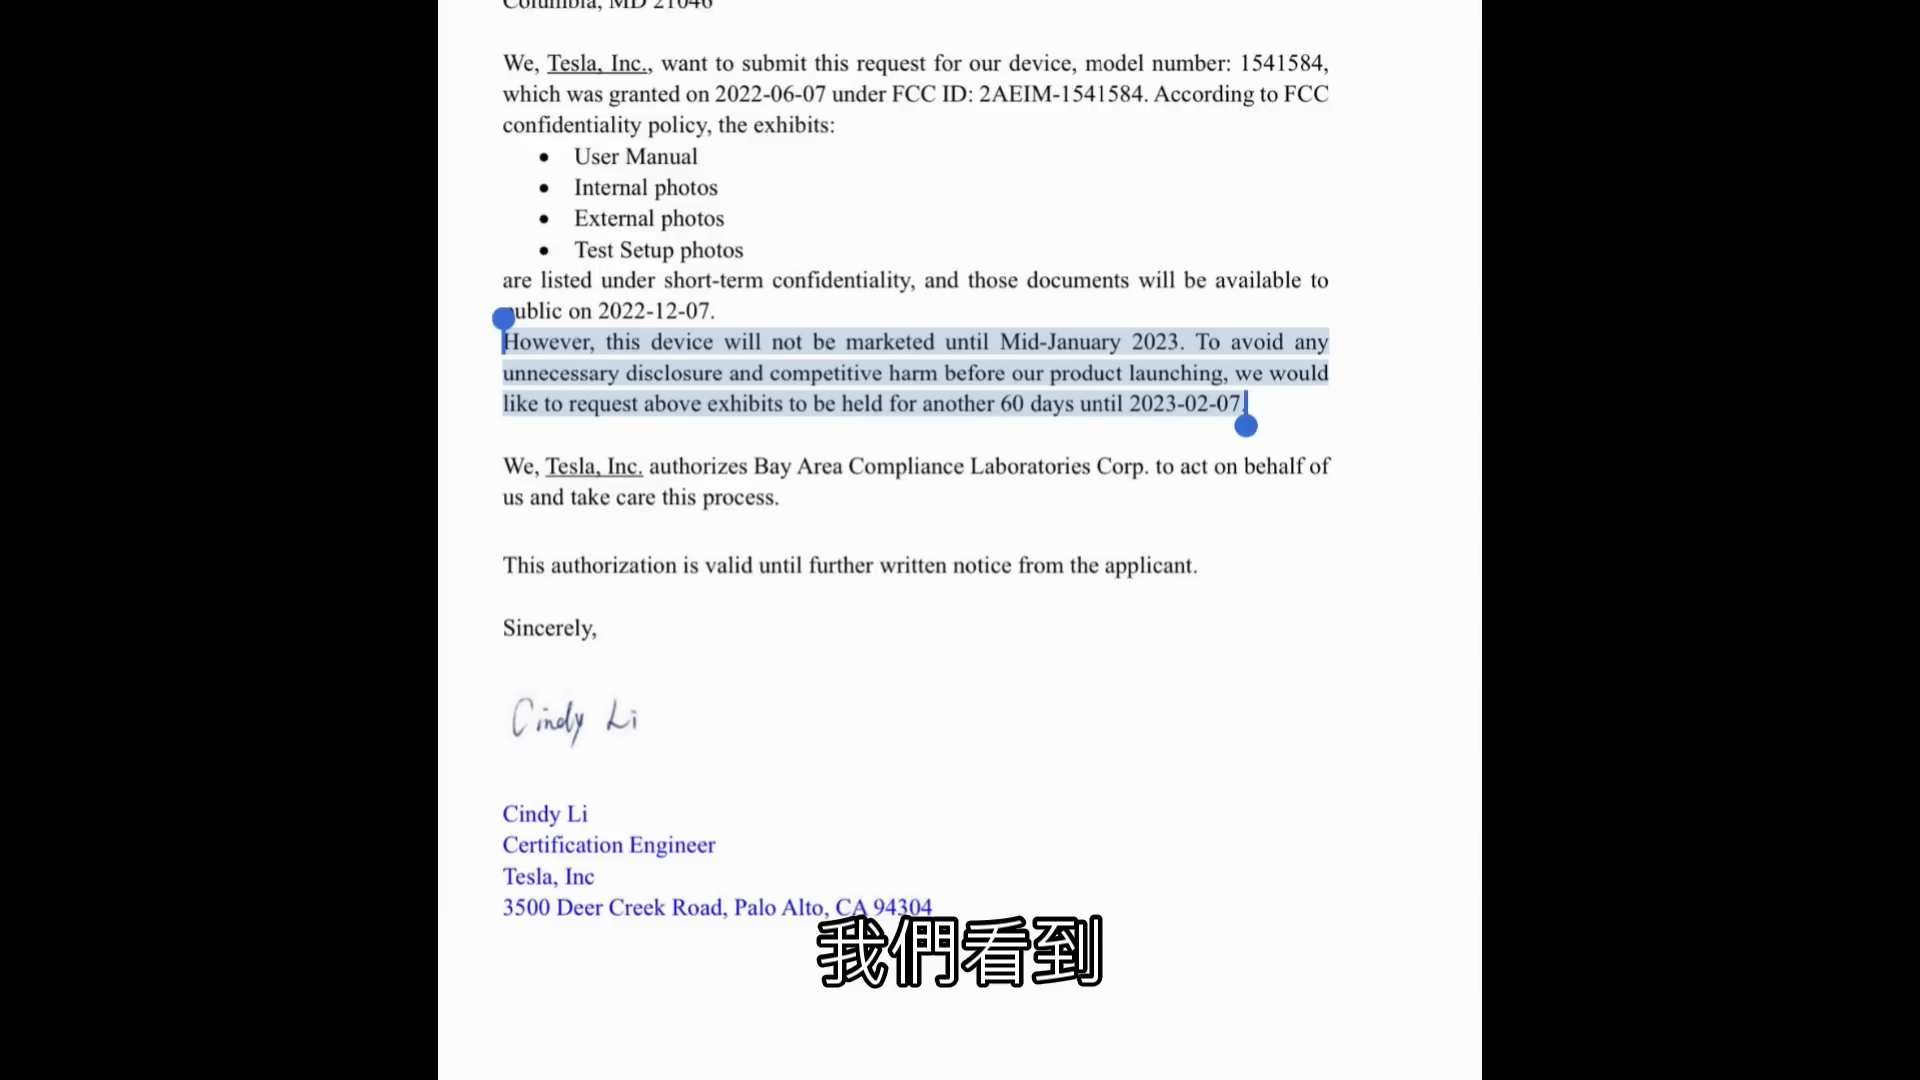 Columbia, MD 21046
We, Tesla, Inc., want to submit this request for our device, model number: 1541584,
which was granted on 2022-06-07 under FCC ID: 2AEIM-1541584. According to FCC
confidentiality policy, the exhibits:
• User Manual
• Internal photos
• External photos
• Test Setup photos
are listed under short-term confidentiality, and those documents will be available to
public on 2022-12-07.
However, this device will not be marketed until Mid-January 2023. To avoid any
unnecessary disclosure and competitive harm before our product launching, we would
like to request above exhibits to be held for another 60 days until 2023-02-07.
We, Tesla, Inc. authorizes Bay Area Compliance Laboratories Corp. to act on behalf of
us and take care this process.
This authorization is valid until further written notice from the applicant.
Sincerely,
Cindy Li
Cindy Li
Certification Engineer
Tesla, Inc
3500 Deer Creek Road, Palo Alto, CA 94304
我們看到